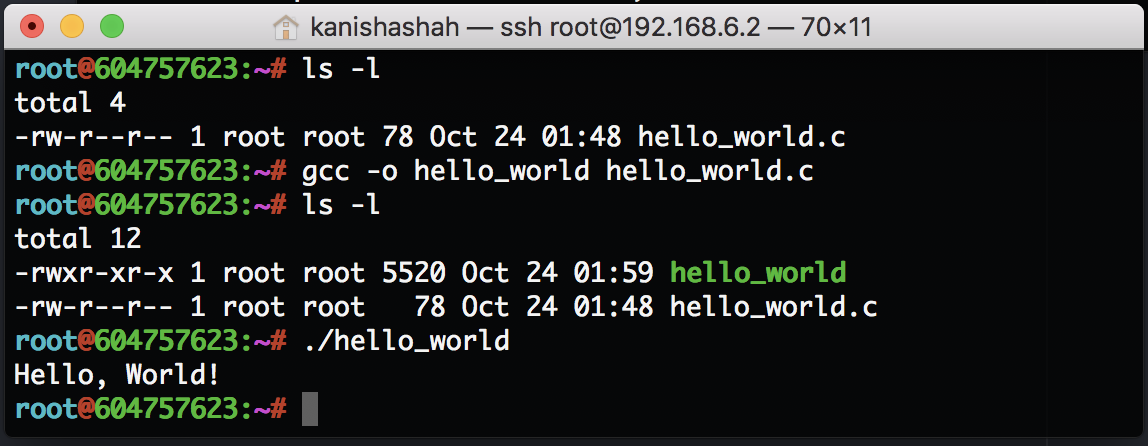 kanishashah — ssh root@192.168.6.2 — 70×11
root@604757623:~# ls -l
total 4
-rw-r--r-- 1 root root 78 Oct 24 01:48 hello_world.c
root@604757623:~# gcc -o hello_world hello_world.c
root@604757623:~# ls -l
total 12
-rwxr-xr-x 1 root root 5520 Oct 24 01:59 hello_world
-rw-r--r-- 1 root root   78 Oct 24 01:48 hello_world.c
root@604757623:~# ./hello_world
Hello, World!
root@604757623:~#